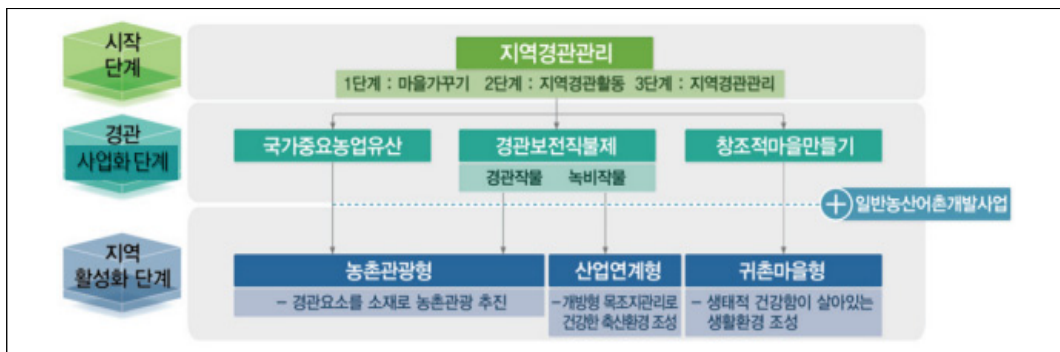 시작
단계
지역경관관리
1단계 : 마을가꾸기 2단계 : 지역경관활동 3단계 : 지역경관관리
경관
사업화 단계
국가중요농업유산
경관보전직불제
창조적마을만들기
경관작물 녹비작물
일반농산어촌개발사업
지역
활성화 단계
농촌관광형
산업연계형
귀촌마을형
– 경관요소를 소재로 농촌관광 추진
– 개방형 목조지관리로
건강한 축산환경 조성
– 생태적 건강함이 살아있는
생활환경 조성